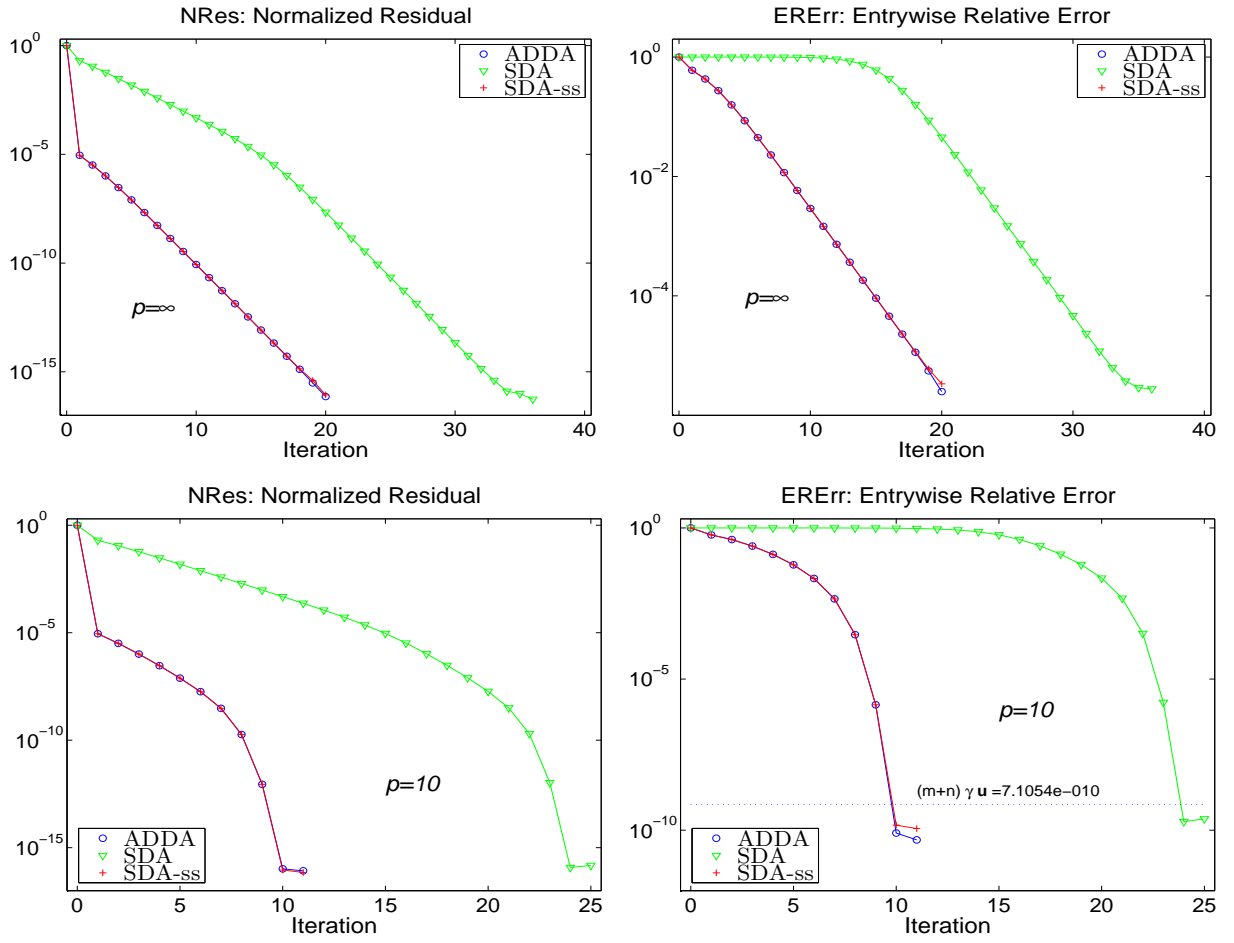 NRes: Normalized Residual
10^0
10^-5
10^-10
10^-15
ADDA
SDA
SDA-ss
p=∞
0 10 20 30 40
Iteration
ERErr: Entrywise Relative Error
10^0
10^-2
10^-4
ADDA
SDA
SDA-ss
p=∞
0 10 20 30 40
Iteration
NRes: Normalized Residual
10^0
10^-5
10^-10
10^-15
p=10
ADDA
SDA
SDA-ss
0 5 10 15 20 25
Iteration
ERErr: Entrywise Relative Error
10^0
10^-5
10^-10
p=10
(m+n) γ u =7.1054e−010
ADDA
SDA
SDA-ss
0 5 10 15 20 25
Iteration